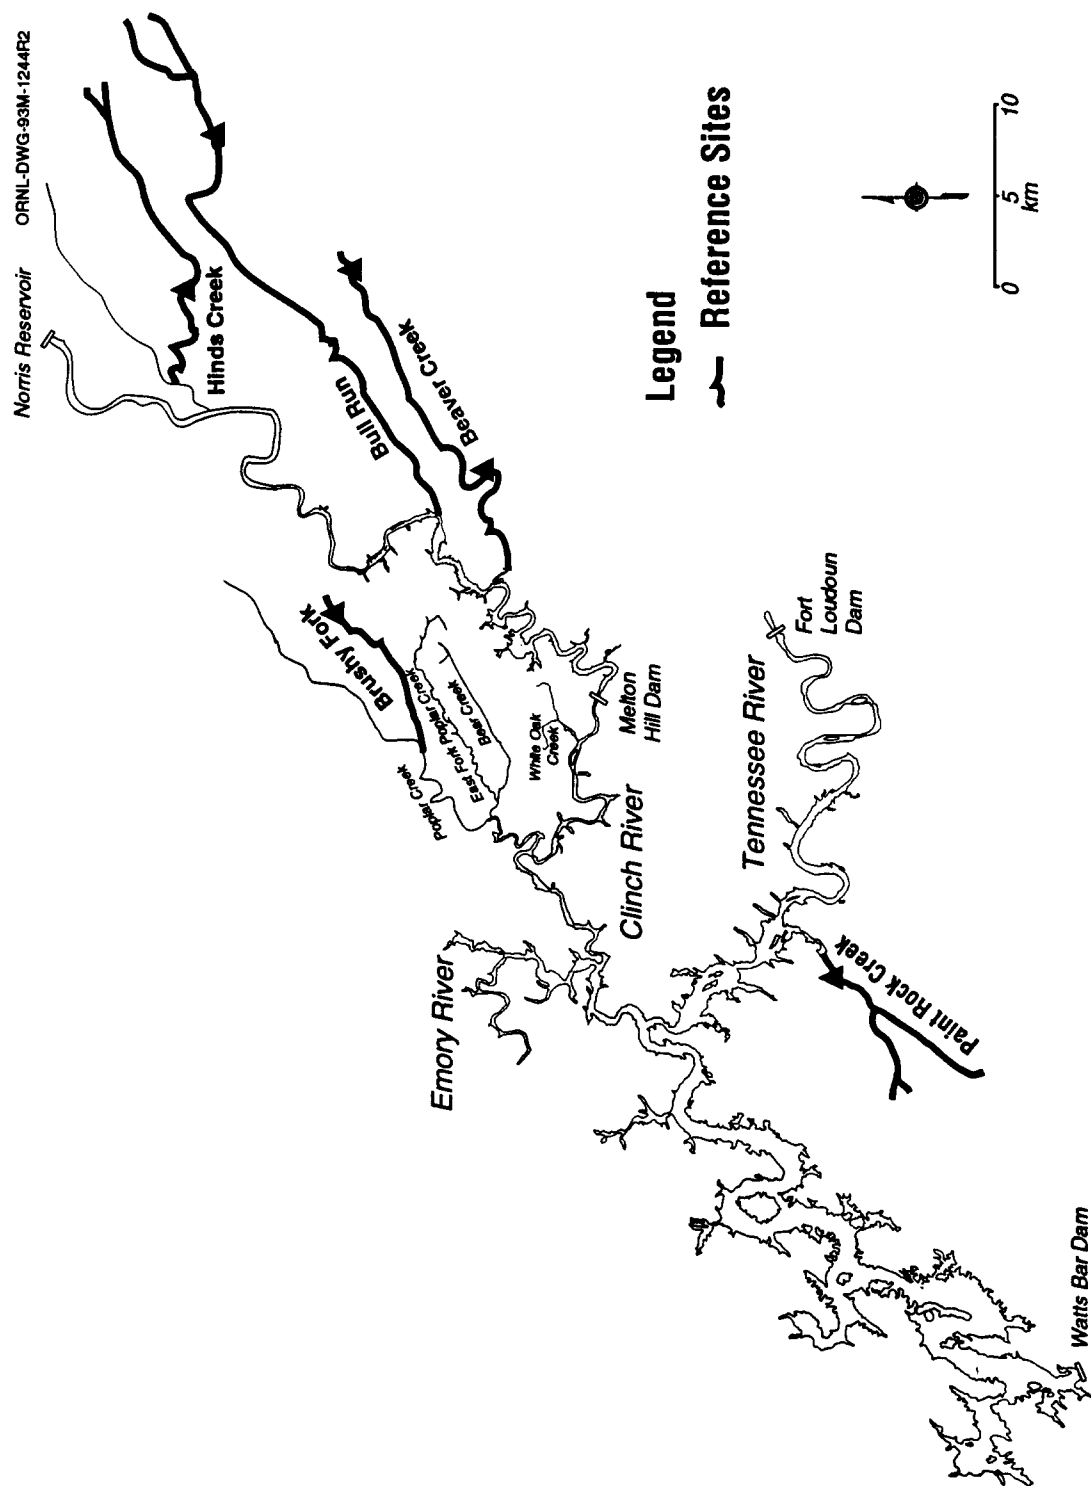 ORNL-DWG-93M-1244R2
Norris Reservoir
Hinds Creek
Bull Run
Beaver Creek
Brushy Fork
Poplar Creek
East Fork Poplar Creek
Bear Creek
White Oak
Creek
Melton
Hill Dam
Clinch River
Emory River
Tennessee River
Fort
Loudoun
Dam
Paint Rock Creek
Watts Bar Dam
Legend
Reference Sites
0 5 10
km